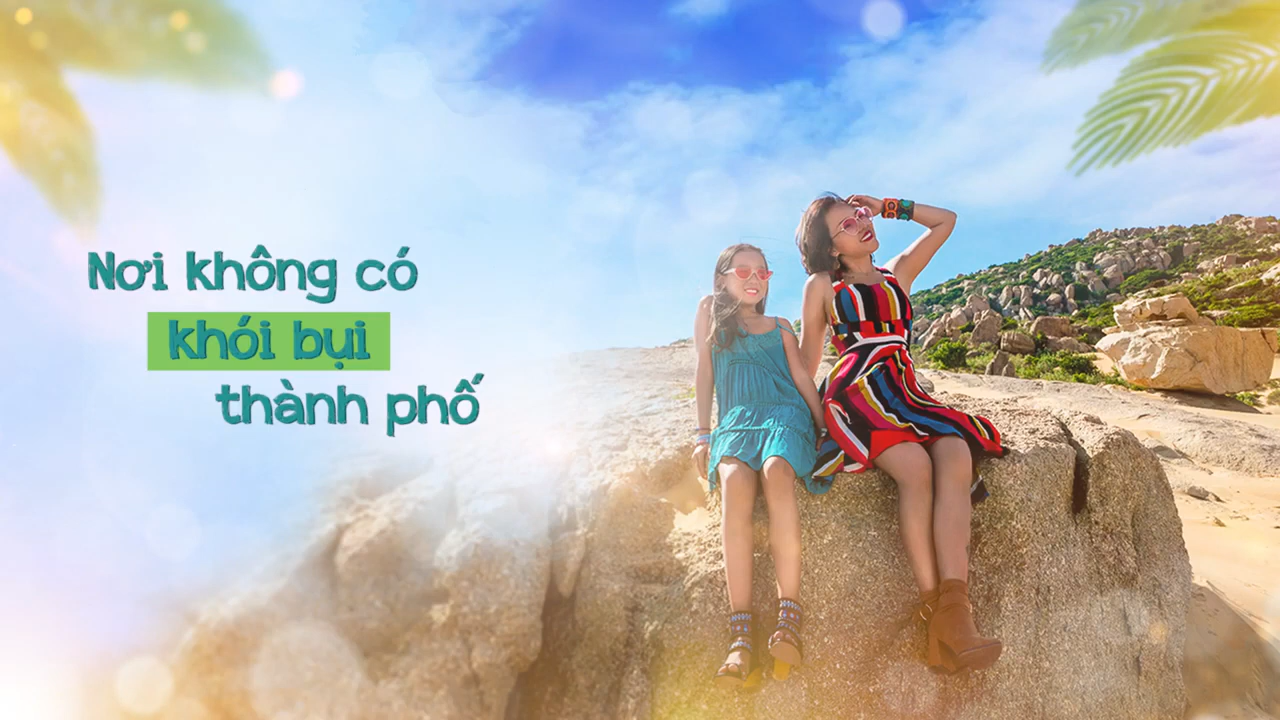 Nơi không có
khói bụi
thành phố